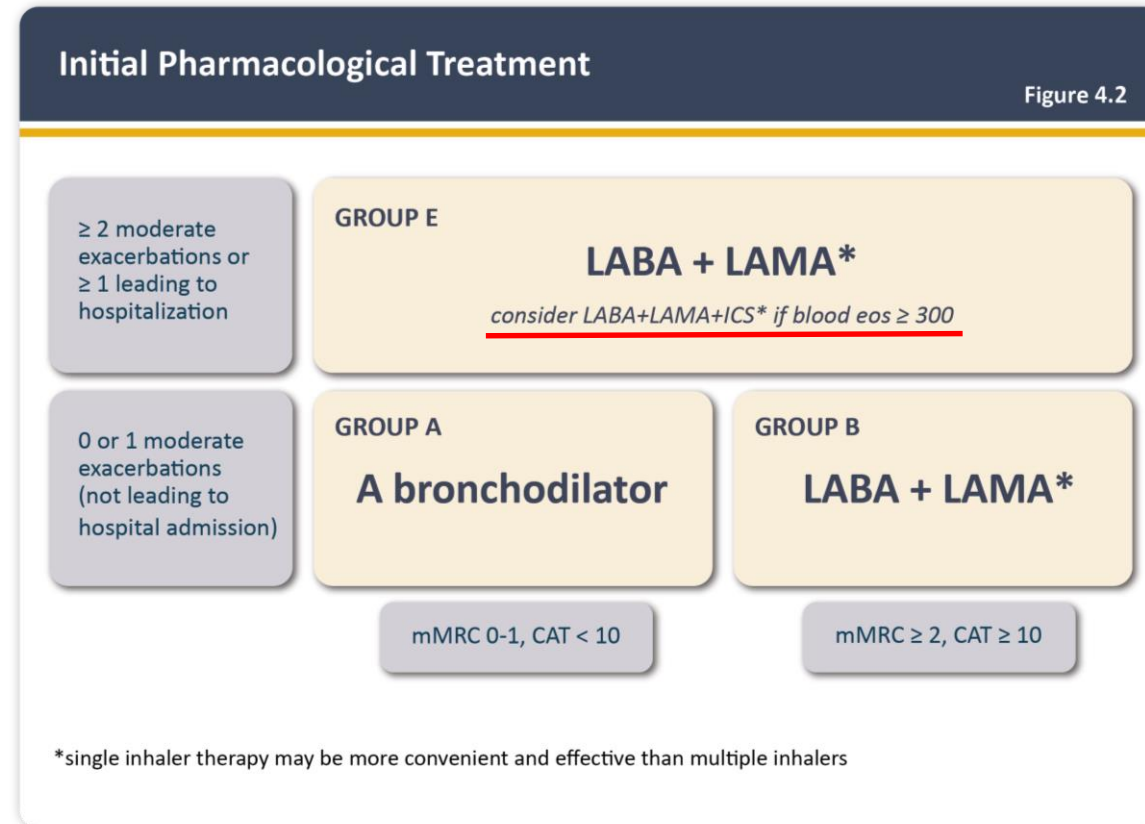 Initial Pharmacological Treatment
Figure 4.2
≥ 2 moderate
exacerbations or
≥ 1 leading to
hospitalization
GROUP E
LABA + LAMA*
consider LABA+LAMA+ICS* if blood eos ≥ 300
0 or 1 moderate
exacerbations
(not leading to
hospital admission)
GROUP A
A bronchodilator
GROUP B
LABA + LAMA*
mMRC 0-1, CAT < 10
mMRC ≥ 2, CAT ≥ 10
*single inhaler therapy may be more convenient and effective than multiple inhalers